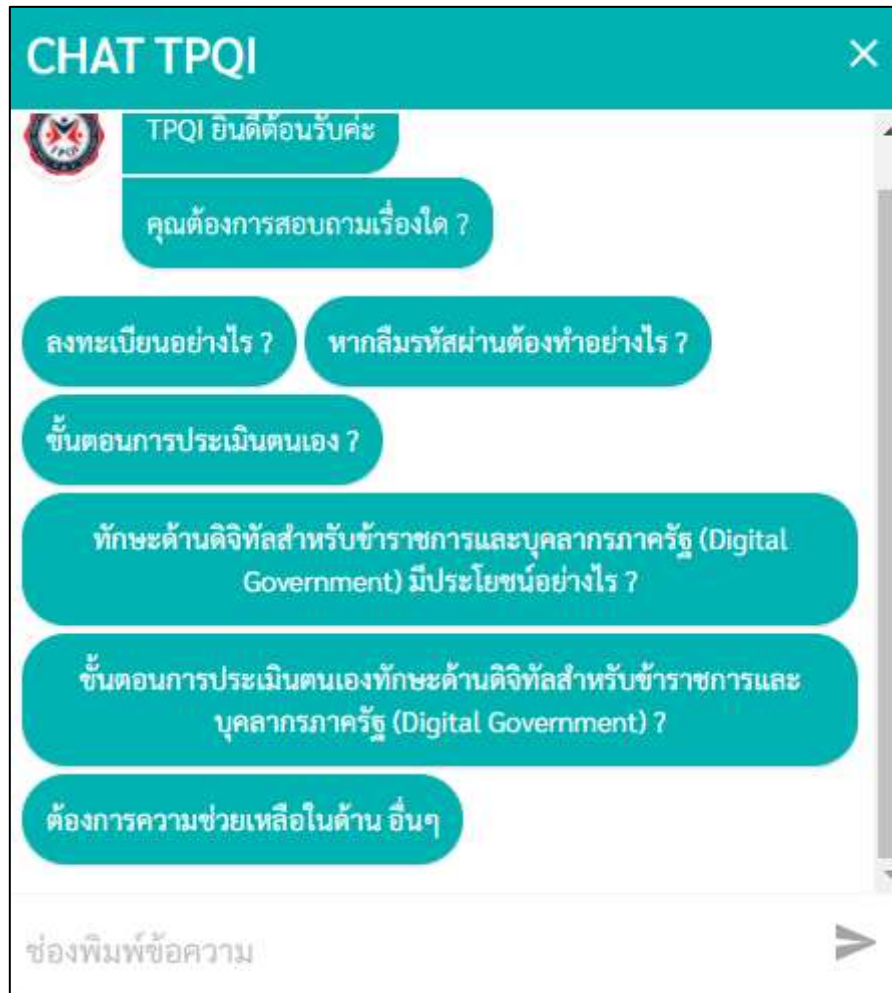 CHAT TPQI
TPQI
TPQI ยินดีต้อนรับค่ะ
คุณต้องการสอบถามเรื่องใด ?
ลงทะเบียนอย่างไร ?
หากลืมรหัสผ่านต้องทำอย่างไร ?
ขั้นตอนการประเมินตนเอง ?
ทักษะด้านดิจิทัลสำหรับข้าราชการและบุคลากรภาครัฐ (Digital
Government) มีประโยชน์อย่างไร ?
ขั้นตอนการประเมินตนเองทักษะด้านดิจิทัลสำหรับข้าราชการและ
บุคลากรภาครัฐ (Digital Government) ?
ต้องการความช่วยเหลือในด้าน อื่นๆ
ช่องพิมพ์ข้อความ